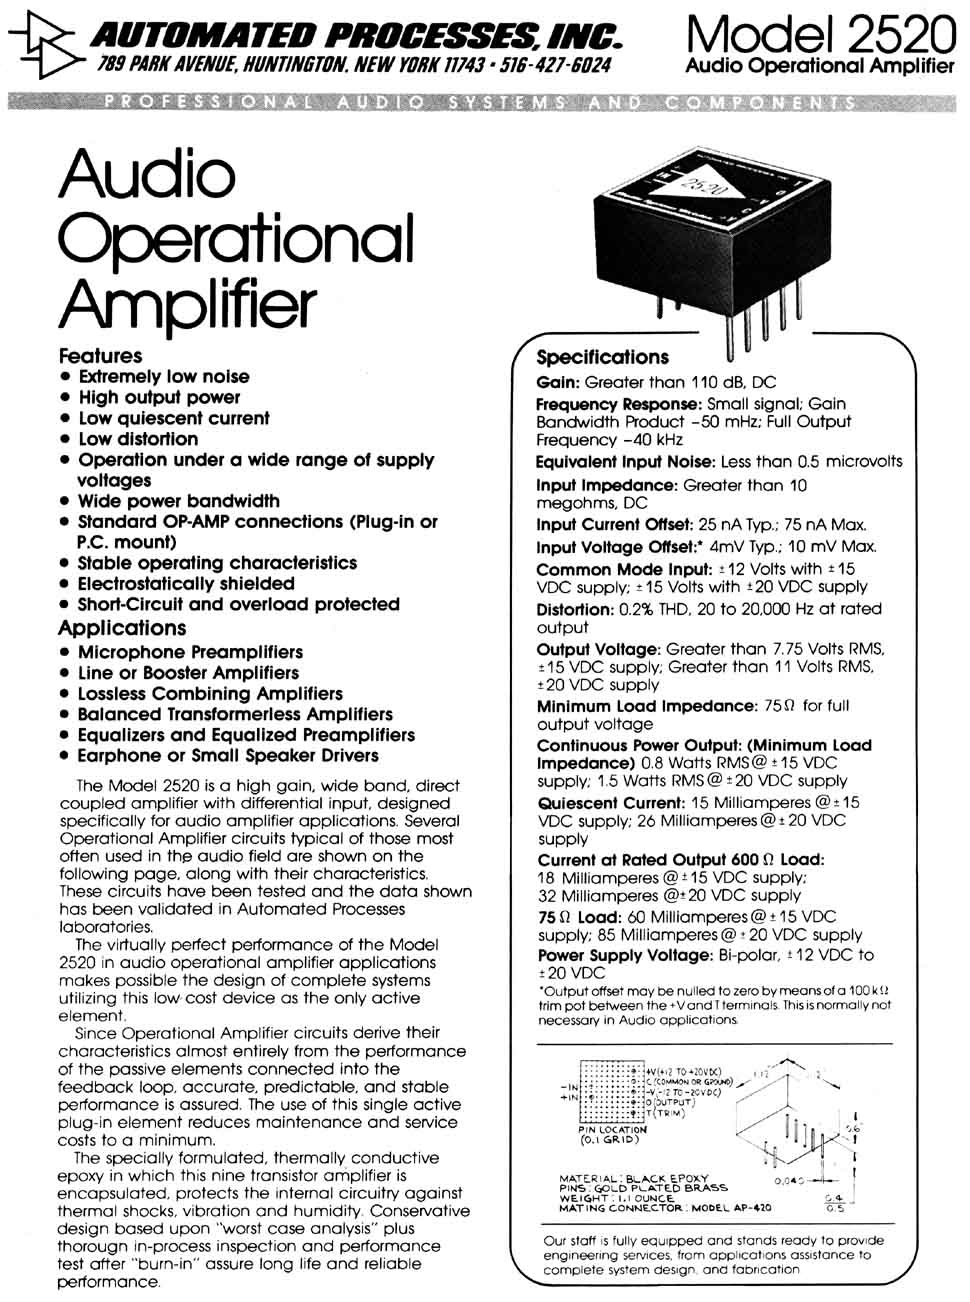 AUTOMATED PROCESSES, INC.
789 PARK AVENUE, HUNTINGTON, NEW YORK 11743 • 516-427-6024
Model 2520
Audio Operational Amplifier
PROFESSIONAL AUDIO SYSTEMS AND COMPONENTS
Audio
Operational
Amplifier
Features
• Extremely low noise
• High output power
• Low quiescent current
• Low distortion
• Operation under a wide range of supply
voltages
• Wide power bandwidth
• Standard OP-AMP connections (Plug-in or
P.C. mount)
• Stable operating characteristics
• Electrostatically shielded
• Short-Circuit and overload protected
Applications
• Microphone Preamplifiers
• Line or Booster Amplifiers
• Lossless Combining Amplifiers
• Balanced Transformerless Amplifiers
• Equalizers and Equalized Preamplifiers
• Earphone or Small Speaker Drivers
The Model 2520 is a high gain, wide band, direct
coupled amplifier with differential input, designed
specifically for audio amplifier applications. Several
Operational Amplifier circuits typical of those most
often used in the audio field are shown on the
following page, along with their characteristics.
These circuits have been tested and the data shown
has been validated in Automated Processes
laboratories.
The virtually perfect performance of the Model
2520 in audio operational amplifier applications
makes possible the design of complete systems
utilizing this low cost device as the only active
element.
Since Operational Amplifier circuits derive their
characteristics almost entirely from the performance
of the passive elements connected into the
feedback loop, accurate, predictable, and stable
performance is assured. The use of this single active
plug-in element reduces maintenance and service
costs to a minimum.
The specially formulated, thermally conductive
epoxy in which this nine transistor amplifier is
encapsulated, protects the internal circuitry against
thermal shocks, vibration and humidity. Conservative
design based upon "worst case analysis" plus
thorougn in-process inspection and performance
test after "burn-in" assure long life and reliable
performance.
2520
Specifications
Gain: Greater than 110 dB, DC
Frequency Response: Small signal; Gain
Bandwidth Product -50 mHz; Full Output
Frequency -40 kHz
Equivalent Input Noise: Less than 0.5 microvolts
Input Impedance: Greater than 10
megohms, DC
Input Current Offset: 25 nA Typ.; 75 nA Max.
Input Voltage Offset:* 4mV Typ.; 10 mV Max.
Common Mode Input: ±12 Volts with ±15
VDC supply; ±15 Volts with ±20 VDC supply
Distortion: 0.2% THD, 20 to 20,000 Hz at rated
output
Output Voltage: Greater than 7.75 Volts RMS,
±15 VDC supply; Greater than 11 Volts RMS,
±20 VDC supply
Minimum Load Impedance: 75Ω for full
output voltage
Continuous Power Output: (Minimum Load
Impedance) 0.8 Watts RMS@ ±15 VDC
supply; 1.5 Watts RMS@ ±20 VDC supply
Quiescent Current: 15 Milliamperes @±15
VDC supply; 26 Milliamperes@±20 VDC
supply
Current at Rated Output 600 Ω Load:
18 Milliamperes @±15 VDC supply;
32 Milliamperes @±20 VDC supply
75 Ω Load: 60 Milliamperes@±15 VDC
supply; 85 Milliamperes@ ±20 VDC supply
Power Supply Voltage: Bi-polar, ±12 VDC to
±20 VDC
*Output offset may be nulled to zero by means of a 100 kΩ
trim pot between the +V and T terminals. This is normally not
necessary in Audio applications.
+V(+12 TO +20VDC)
C (COMMON OR GROUND)
-V(-12 TO -20VDC)
O (OUTPUT)
T (TRIM)
-IN
+IN
PIN LOCATION
(0.1 GRID)
1.12
0.6
0.040
0.4
0.5
MATERIAL: BLACK EPOXY
PINS: GOLD PLATED BRASS
WEIGHT: 1.1 OUNCE
MATING CONNECTOR: MODEL AP-420
Our staff is fully equipped and stands ready to provide
engineering services, from applications assistance to
complete system design, and fabrication